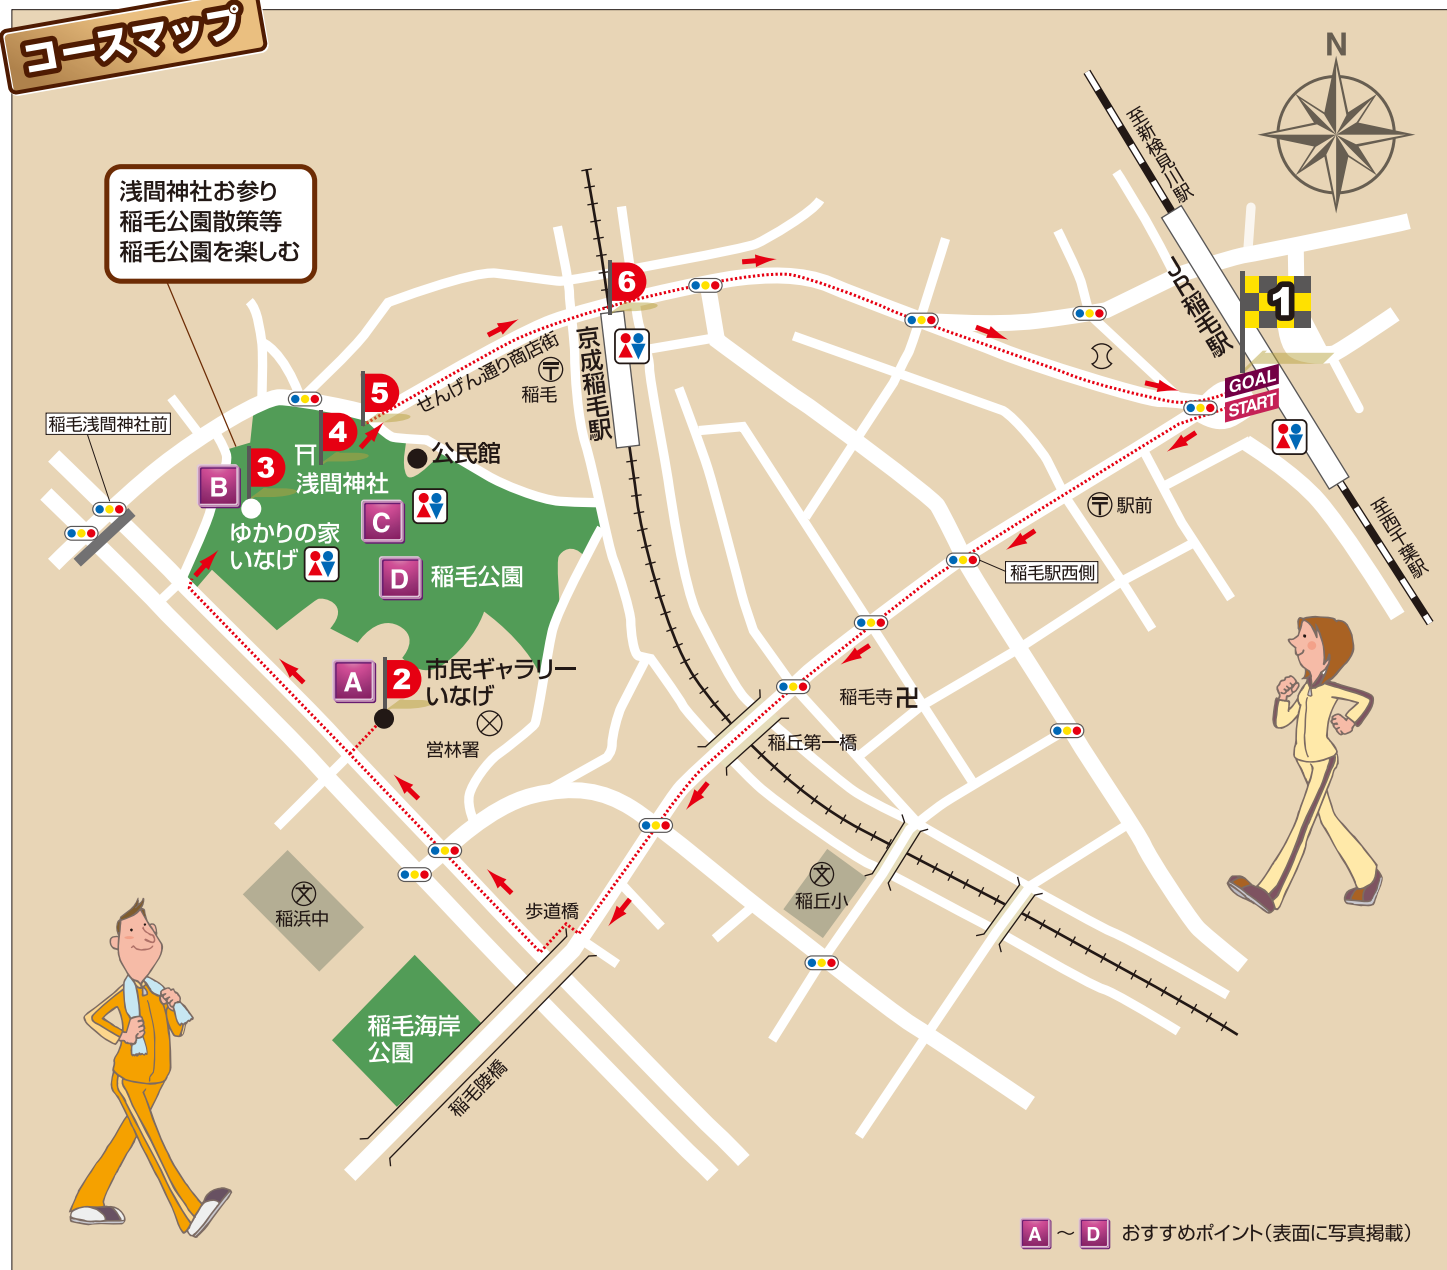 コースマップ
N
至新検見川駅
浅間神社お参り
稲毛公園散策等
稲毛公園を楽しむ
JR稲毛駅
1
GOAL
START
6
京成稲毛駅
せんげん通り商店街
稲毛
5
4
稲毛浅間神社前
公民館
3
B
浅間神社
C
ゆかりの家
いなげ
D
稲毛公園
駅前
至西千葉駅
稲毛駅西側
A
2
市民ギャラリー
いなげ
営林署
稲毛寺
稲丘第一橋
文
稲浜中
歩道橋
文
稲丘小
稲毛海岸
公園
稲毛陸橋
A～D おすすめポイント(表面に写真掲載)